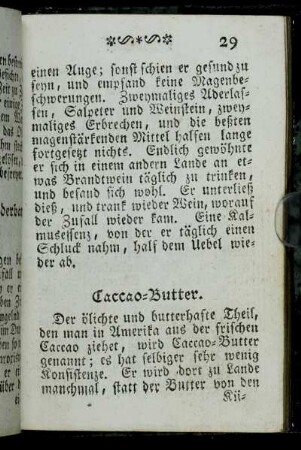 29
einen Auge; sonst schien er gesund zu
seyn, und empfand keine Magenbe-
schwerungen. Zweymaliges Aderlas-
sen, Salpeter und Weinstein, zwey-
maliges Erbrechen, und die beßten
magenstärkenden Mittel halfen lange
fortgesetzt nichts. Endlich gewöhnte
er sich in einem andern Lande an et-
was Brandtwein täglich zu trinken,
und befand sich wohl. Er unterließ
dieß, und trank wieder Wein, worauf
der Zufall wieder kam. Eine Kal-
musessenz, von der er täglich einen
Schluck nahm, half dem Uebel wie-
der ab.
Caccao-Butter.
Der ölichte und butterhafte Theil,
den man in Amerika aus der frischen
Caccao ziehet, wird Caccao-Butter
genannt; es hat selbiger sehr wenig
Konsistenze. Er wird dort zu Lande
manchmal, statt der Butter von den
Kü-